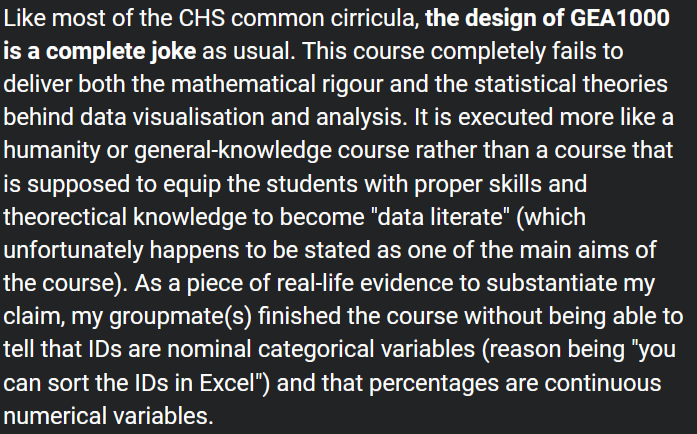 Like most of the CHS common cirricula, the design of GEA1000
is a complete joke as usual. This course completely fails to
deliver both the mathematical rigour and the statistical theories
behind data visualisation and analysis. It is executed more like a
humanity or general-knowledge course rather than a course that
is supposed to equip the students with proper skills and
theorectical knowledge to become "data literate" (which
unfortunately happens to be stated as one of the main aims of
the course). As a piece of real-life evidence to substantiate my
claim, my groupmate(s) finished the course without being able to
tell that IDs are nominal categorical variables (reason being "you
can sort the IDs in Excel") and that percentages are continuous
numerical variables.